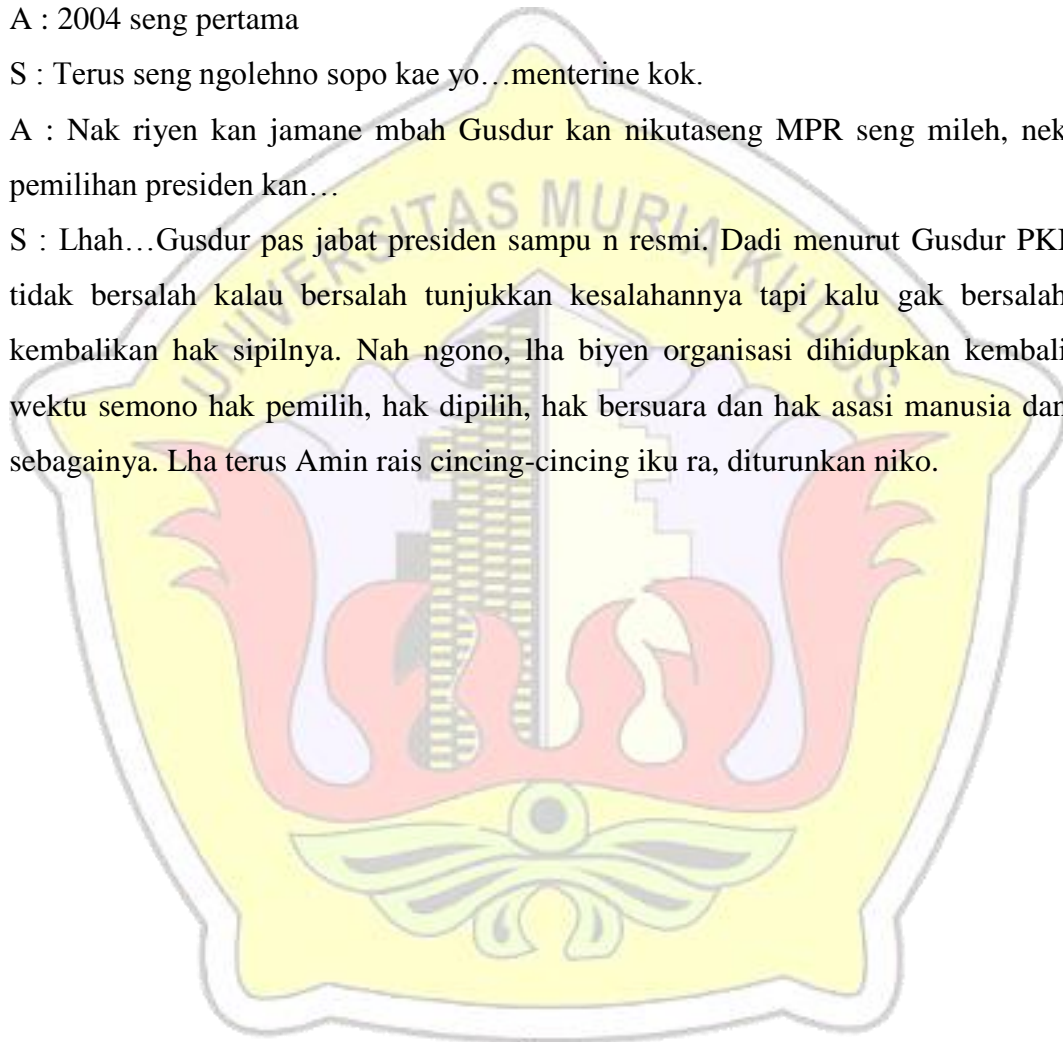 A : 2004 seng pertama
S : Terus seng ngolehno sopo kae yo…menterine kok.
A : Nak riyen kan jamane mbah Gusdur kan nikutaseng MPR seng mileh, nek
pemilihan presiden kan…
S : Lhah…Gusdur pas jabat presiden sampu n resmi. Dadi menurut Gusdur PKI
tidak bersalah kalau bersalah tunjukkan kesalahannya tapi kalu gak bersalah
kembalikan hak sipilnya. Nah ngono, lha biyen organisasi dihidupkan kembali
wektu semono hak pemilih, hak dipilih, hak bersuara dan hak asasi manusia dan
sebagainya. Lha terus Amin rais cincing-cincing iku ra, diturunkan niko.
UNIVERSITAS MURIA KUDUS